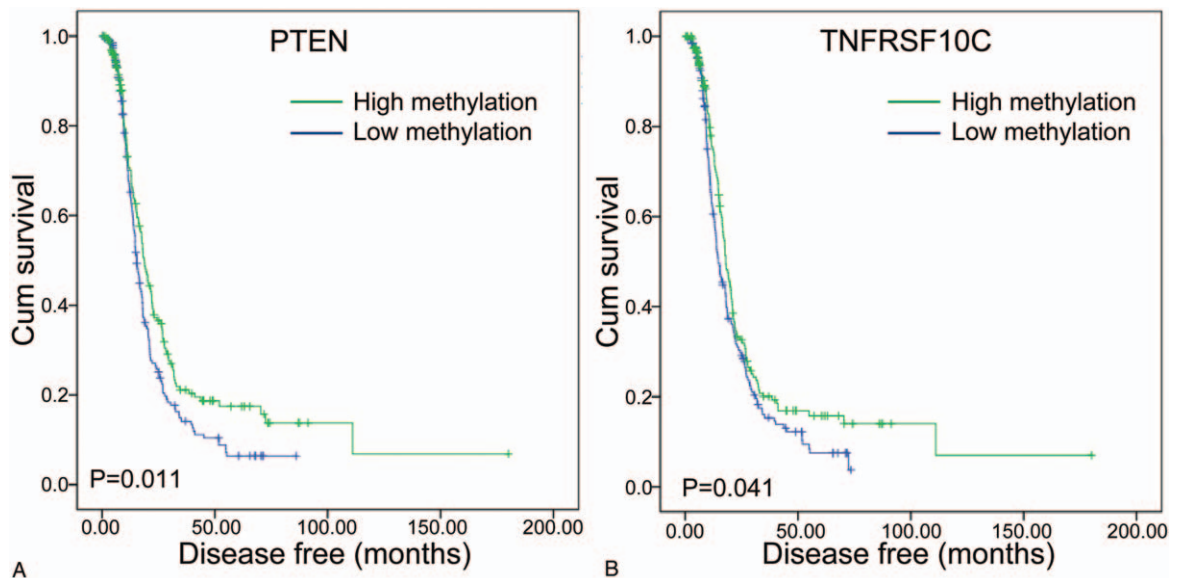 PTEN
High methylation
Low methylation
Cum survival
1.0
0.8
0.6
0.4
0.2
0.0
P=0.011
0.00 50.00 100.00 150.00 200.00
Disease free (months)
A
TNFRSF10C
High methylation
Low methylation
Cum survival
1.0
0.8
0.6
0.4
0.2
0.0
P=0.041
0.00 50.00 100.00 150.00 200.00
Disease free (months)
B